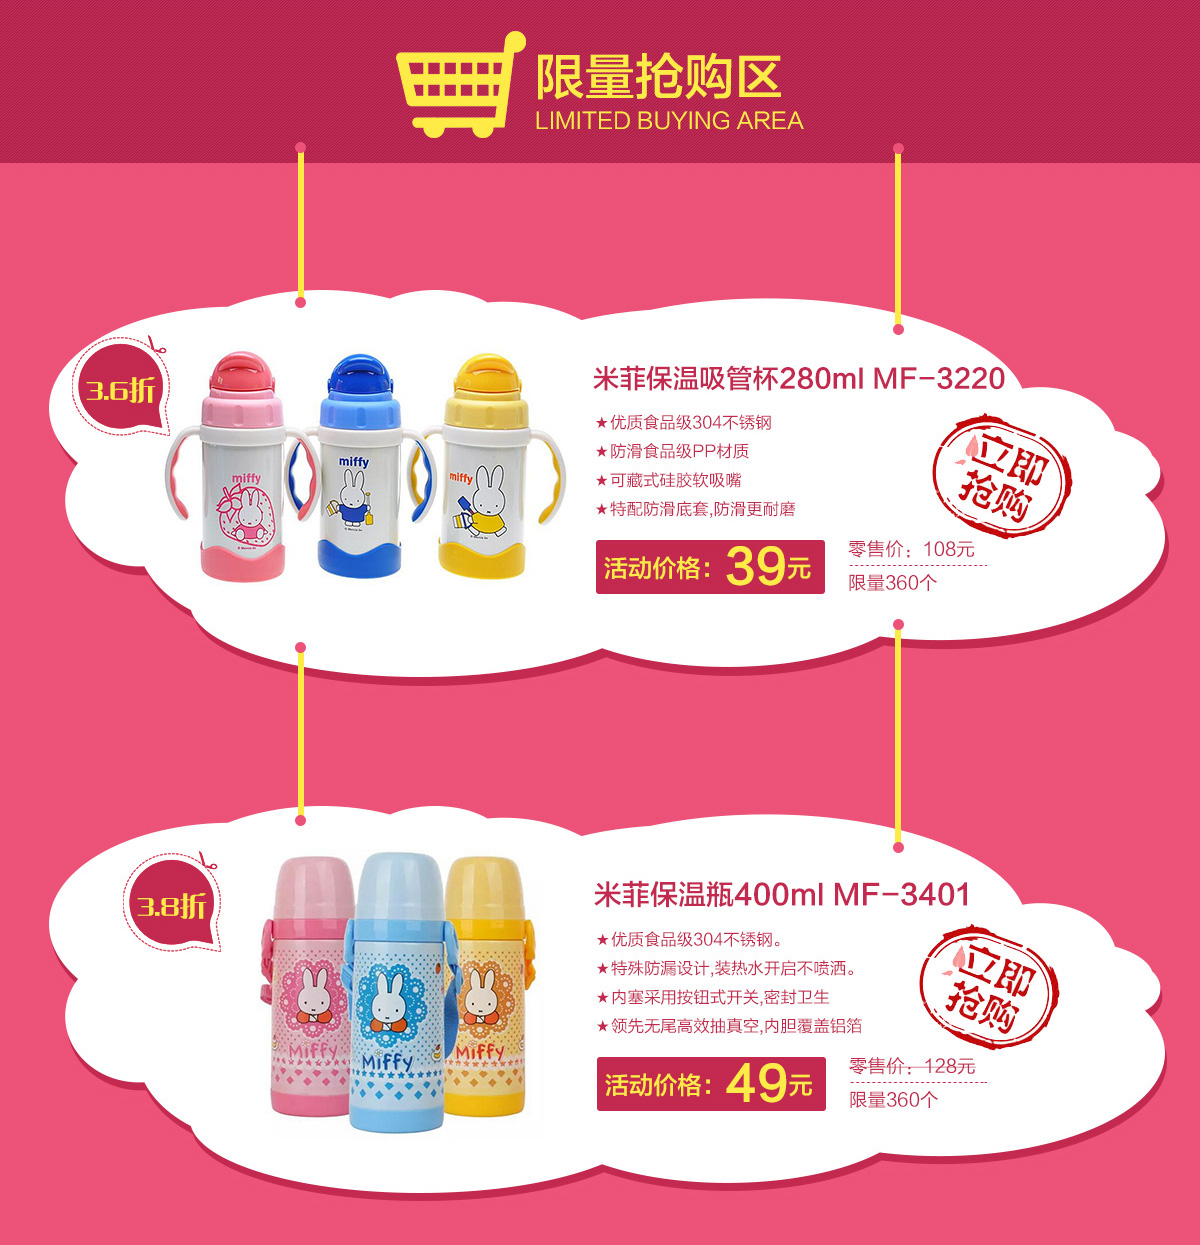 限量抢购区
LIMITED BUYING AREA
3.6折
miffy
miffy
miffy
米菲保温吸管杯280ml MF-3220
★优质食品级304不锈钢
★防滑食品级PP材质
★可藏式硅胶软吸嘴
★特配防滑底套,防滑更耐磨
立即
抢购
活动价格：39元
零售价：108元
限量360个
3.8折
Miffy
Miffy
Miffy
米菲保温瓶400ml MF-3401
★优质食品级304不锈钢。
★特殊防漏设计,装热水开启不喷洒。
★内塞采用按钮式开关,密封卫生
★领先无尾高效抽真空,内胆覆盖铝箔
立即
抢购
活动价格：49元
零售价：128元
限量360个